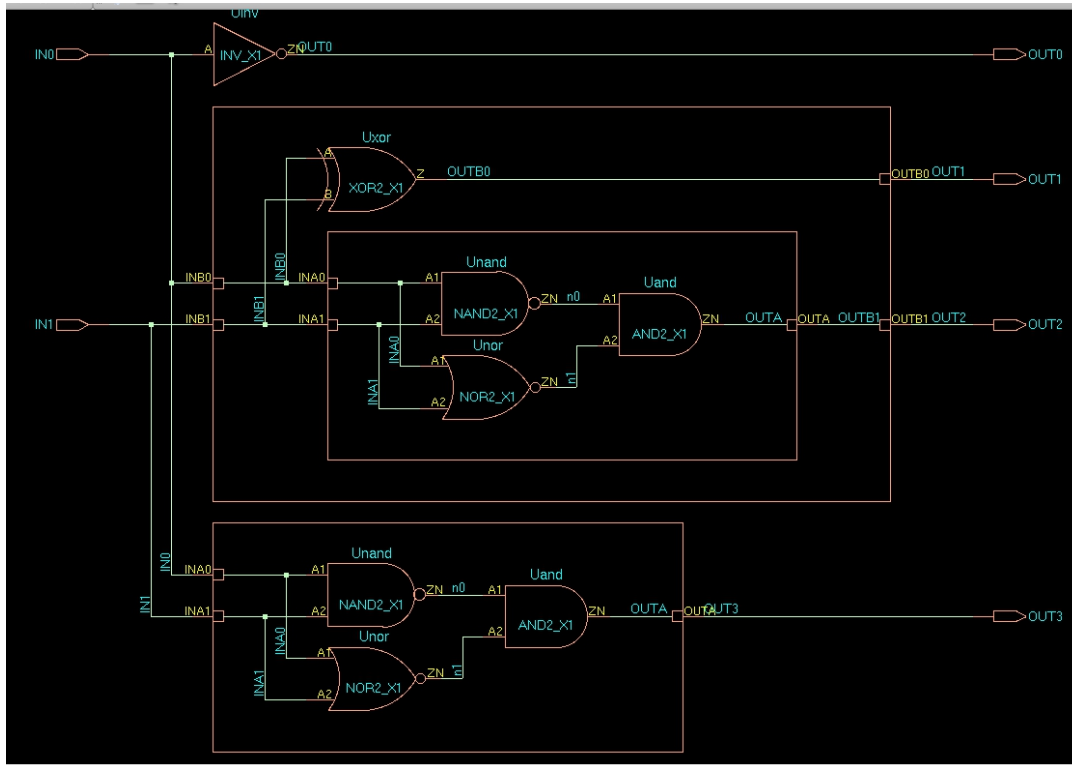 Uinv
IN0
A
INV_X1
ZN
OUT0
OUT0
Uxor
A
B
XOR2_X1
Z
OUTB0
OUTB0
OUT1
OUT1
INB0
INB0
INA0
A1
Unand
NAND2_X1
ZN
n0
A1
Uand
AND2_X1
ZN
OUTA
OUTA
OUTB1
OUTB1
OUT2
OUT2
IN1
INB1
INB1
INA1
A2
A2
Unor
INA0
A1
NOR2_X1
ZN
n1
INA1
A2
IN0
INA0
A1
Unand
NAND2_X1
ZN
n0
A1
Uand
AND2_X1
ZN
OUTA
OUTA
OUT3
OUT3
IN1
INA1
A2
A2
Unor
INA0
A1
NOR2_X1
ZN
n1
INA1
A2